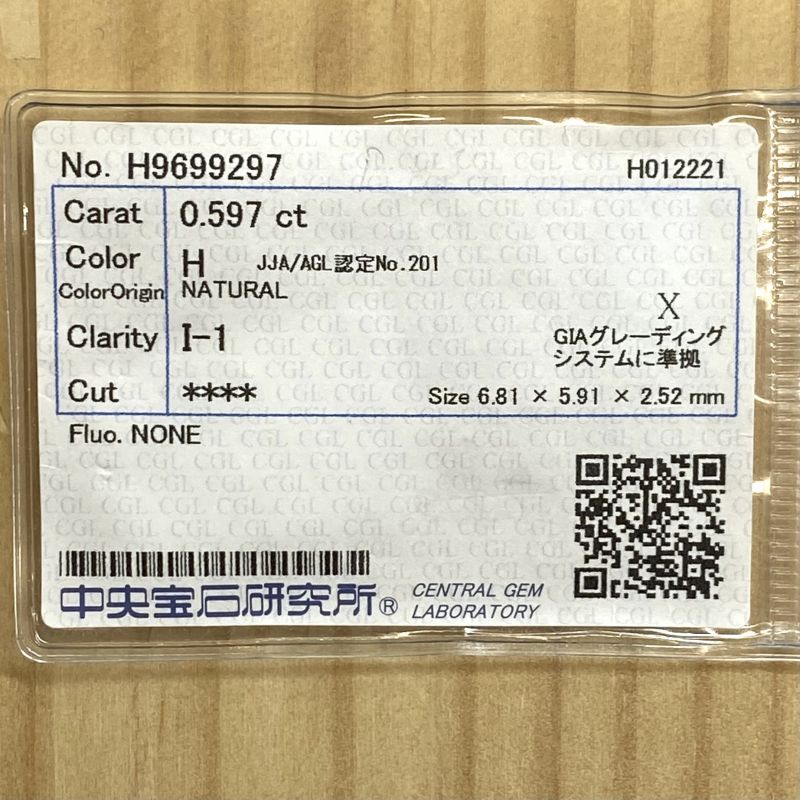 No. H9699297 H012221
Carat 0.597 ct
Color H JJA/AGL認定No.201
ColorOrigin NATURAL
X
Clarity I-1 GIAグレーディング
システムに準拠
Cut **** Size 6.81 × 5.91 × 2.52 mm
Fluo. NONE
中央宝石研究所® CENTRAL GEM
LABORATORY